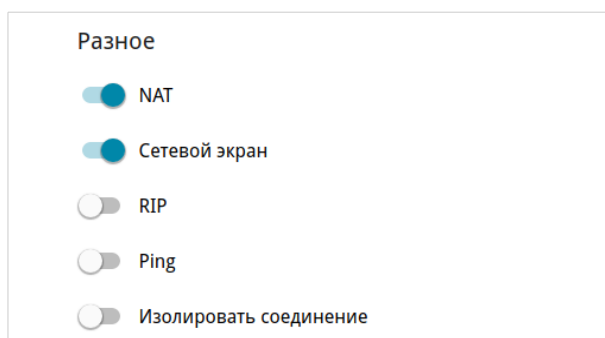 Разное
NAT
Сетевой экран
RIP
Ping
Изолировать соединение